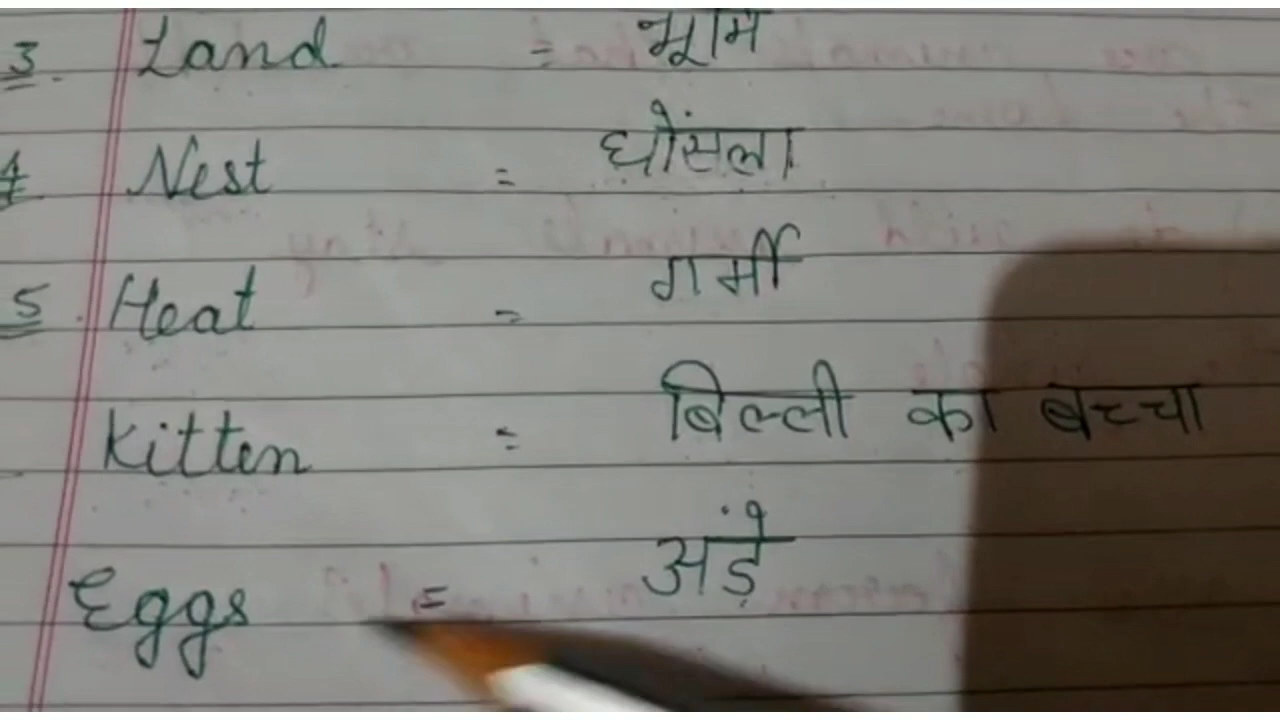 3. Land = भूमि
4 Nest = घोंसला
5. Heat = गर्मी
Kitten = बिल्ली का बच्चा
Eggs = अंड़े